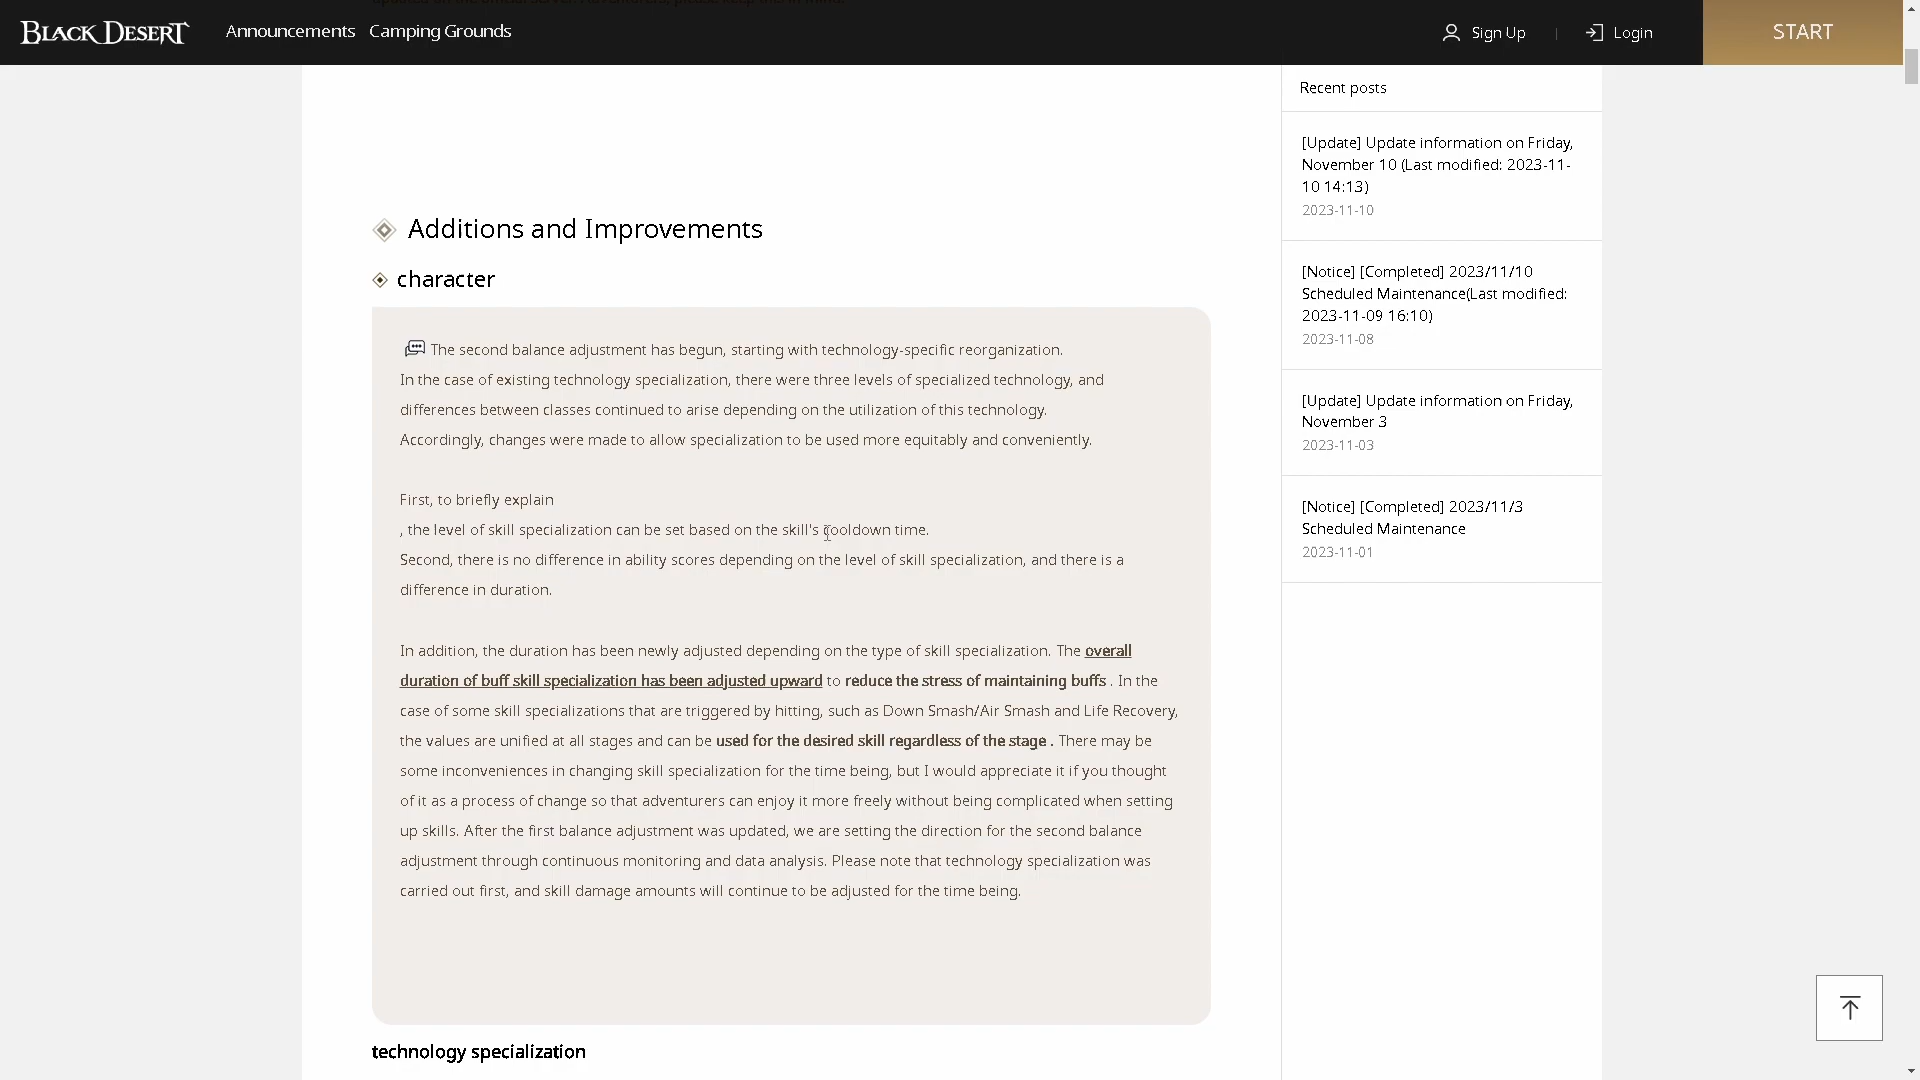 BLACK DESERT
Announcements Camping Grounds
Sign Up | Login
START
Recent posts
[Update] Update information on Friday,
November 10 (Last modified: 2023-11-
10 14:13)
2023-11-10
[Notice] [Completed] 2023/11/10
Scheduled Maintenance(Last modified:
2023-11-09 16:10)
2023-11-08
[Update] Update information on Friday,
November 3
2023-11-03
[Notice] [Completed] 2023/11/3
Scheduled Maintenance
2023-11-01
Additions and Improvements
character
The second balance adjustment has begun, starting with technology-specific reorganization.
In the case of existing technology specialization, there were three levels of specialized technology, and
differences between classes continued to arise depending on the utilization of this technology.
Accordingly, changes were made to allow specialization to be used more equitably and conveniently.
First, to briefly explain
, the level of skill specialization can be set based on the skill's cooldown time.
Second, there is no difference in ability scores depending on the level of skill specialization, and there is a
difference in duration.
In addition, the duration has been newly adjusted depending on the type of skill specialization. The overall
duration of buff skill specialization has been adjusted upward to reduce the stress of maintaining buffs . In the
case of some skill specializations that are triggered by hitting, such as Down Smash/Air Smash and Life Recovery,
the values are unified at all stages and can be used for the desired skill regardless of the stage . There may be
some inconveniences in changing skill specialization for the time being, but I would appreciate it if you thought
of it as a process of change so that adventurers can enjoy it more freely without being complicated when setting
up skills. After the first balance adjustment was updated, we are setting the direction for the second balance
adjustment through continuous monitoring and data analysis. Please note that technology specialization was
carried out first, and skill damage amounts will continue to be adjusted for the time being.
technology specialization